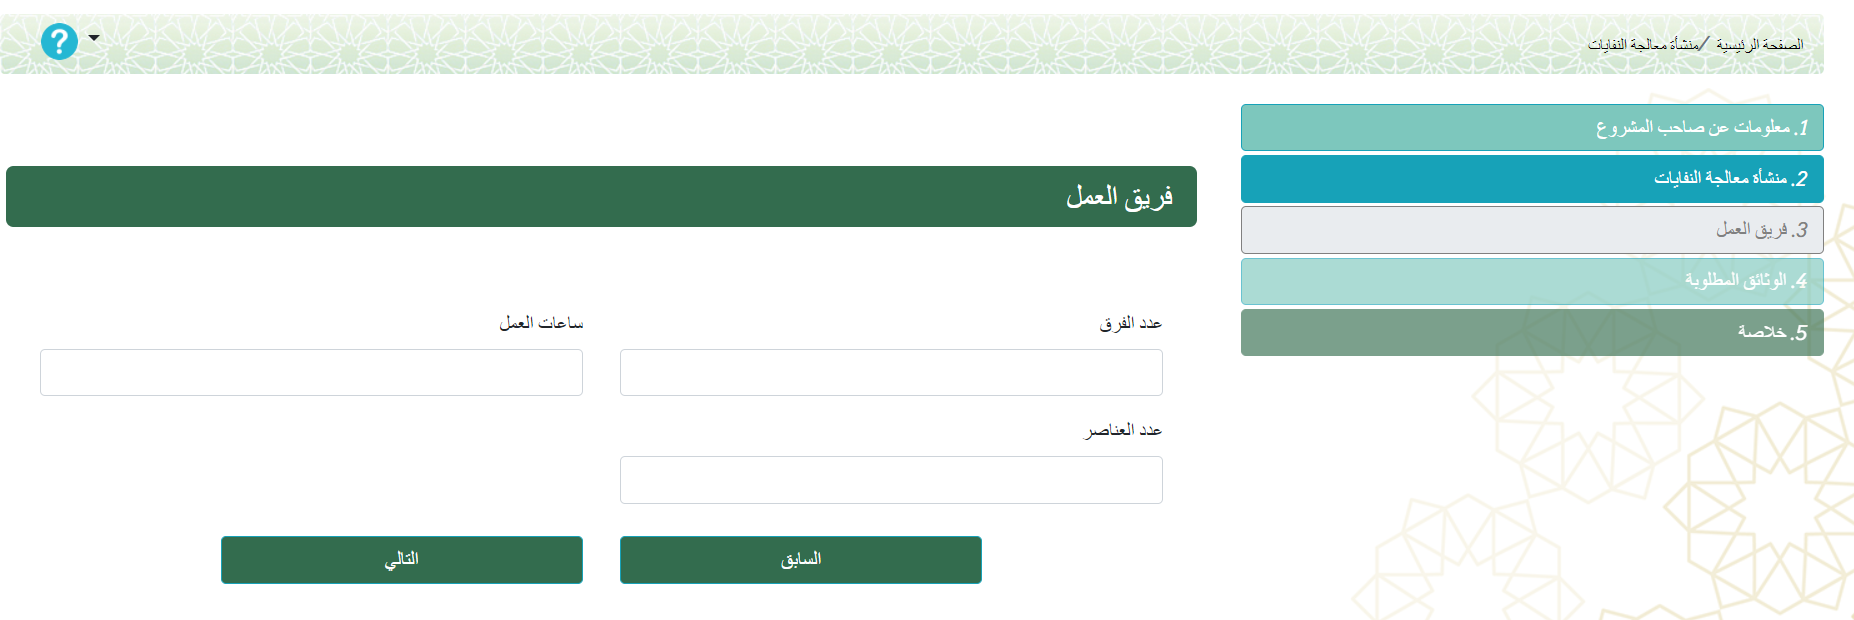 الصفحة الرئيسية /منشأة معالجة النفايات
?
1. معلومات عن صاحب المشروع
2. منشأة معالجة النفايات
3. فريق العمل
4. الوثائق المطلوبة
5. خلاصة
فريق العمل
عدد الفرق
ساعات العمل
عدد العناصر
السابق
التالي